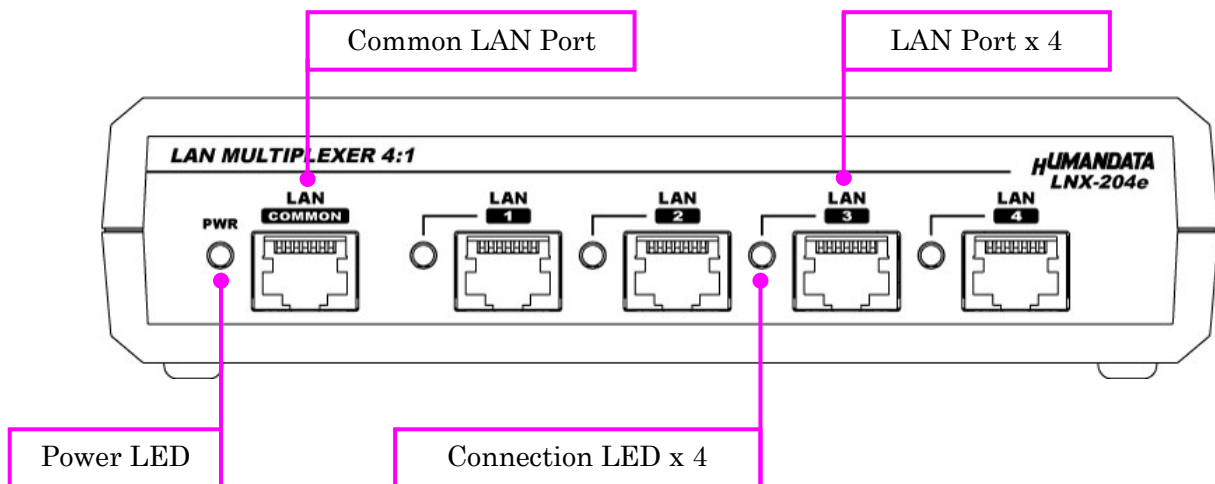 Common LAN Port
LAN Port x 4
LAN MULTIPLEXER 4:1
HUMANDATA
LNX-204e
PWR
LAN
COMMON
LAN
1
LAN
2
LAN
3
LAN
4
Power LED
Connection LED x 4